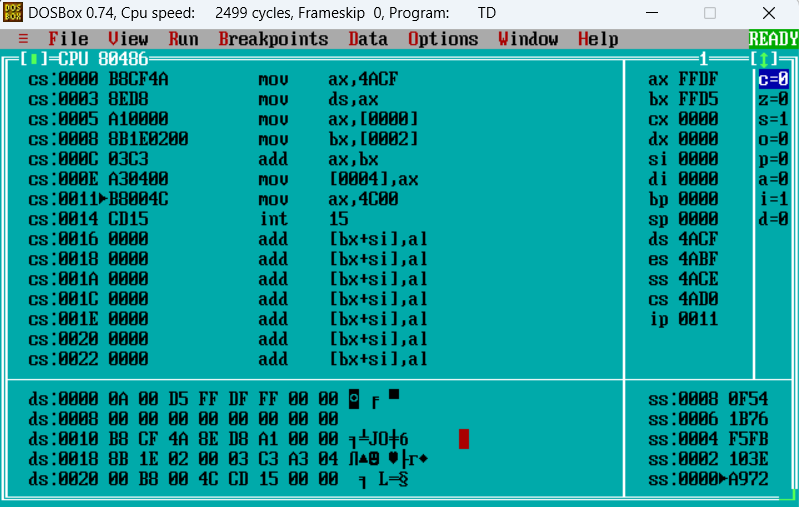 DOSBox 0.74, Cpu speed: 2499 cycles, Frameskip 0, Program: TD
≡ File View Run Breakpoints Data Options Window Help READY
[■]=CPU 80486 1 [↕]
cs:0000 B8CF4A mov ax,4ACF ax FFDF c=0
cs:0003 8ED8 mov ds,ax bx FFD5 z=0
cs:0005 A10000 mov ax,[0000] cx 0000 s=1
cs:0008 8B1E0200 mov bx,[0002] dx 0000 o=0
cs:000C 03C3 add ax,bx si 0000 p=0
cs:000E A30400 mov [0004],ax di 0000 a=0
cs:0011►B8004C mov ax,4C00 bp 0000 i=1
cs:0014 CD15 int 15 sp 0000 d=0
cs:0016 0000 add [bx+si],al ds 4ACF
cs:0018 0000 add [bx+si],al es 4ABF
cs:001A 0000 add [bx+si],al ss 4ACE
cs:001C 0000 add [bx+si],al cs 4AD0
cs:001E 0000 add [bx+si],al ip 0011
cs:0020 0000 add [bx+si],al
cs:0022 0000 add [bx+si],al
ds:0000 0A 00 D5 FF DF FF 00 00 ◙ ╒ ▀ ss:0008 0F54
ds:0008 00 00 00 00 00 00 00 00 ss:0006 1B76
ds:0010 B8 CF 4A 8E D8 A1 00 00 ╕╧JО╪б ss:0004 F5FB
ds:0018 8B 1E 02 00 03 C3 A3 04 Л▲☻ ♥├г♦ ss:0002 103E
ds:0020 00 B8 00 4C CD 15 00 00 ╕ L═§ ss:0000►A972